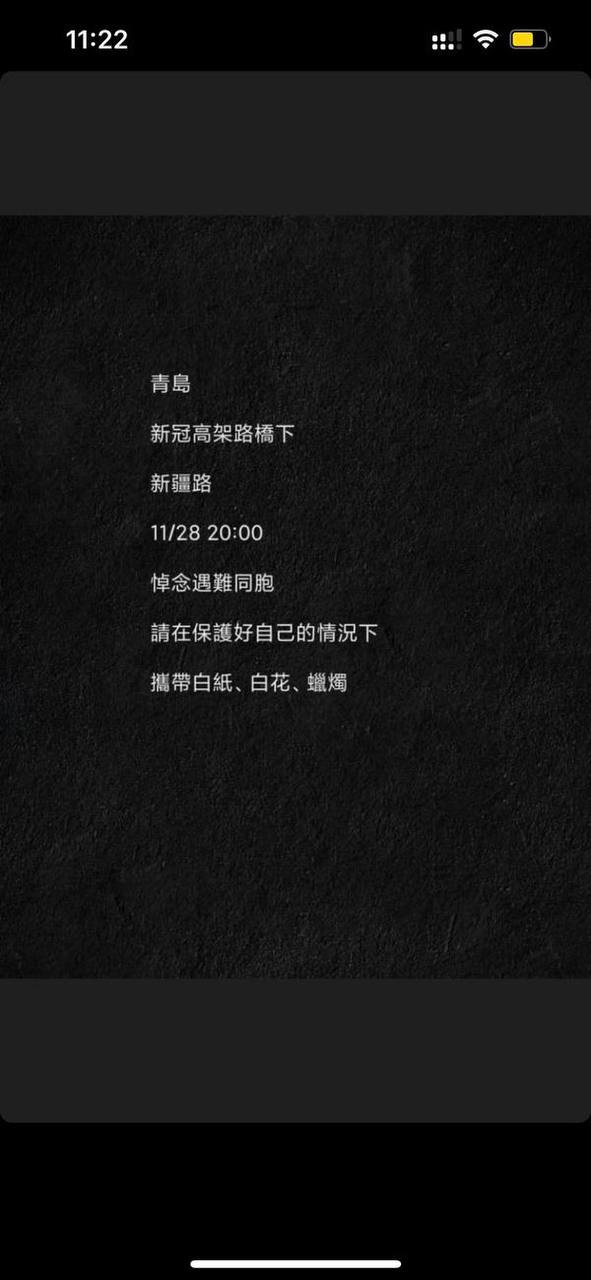 11:22
青島
新冠高架路橋下
新疆路
11/28 20:00
悼念遇難同胞
請在保護好自己的情況下
攜帶白紙、白花、蠟燭